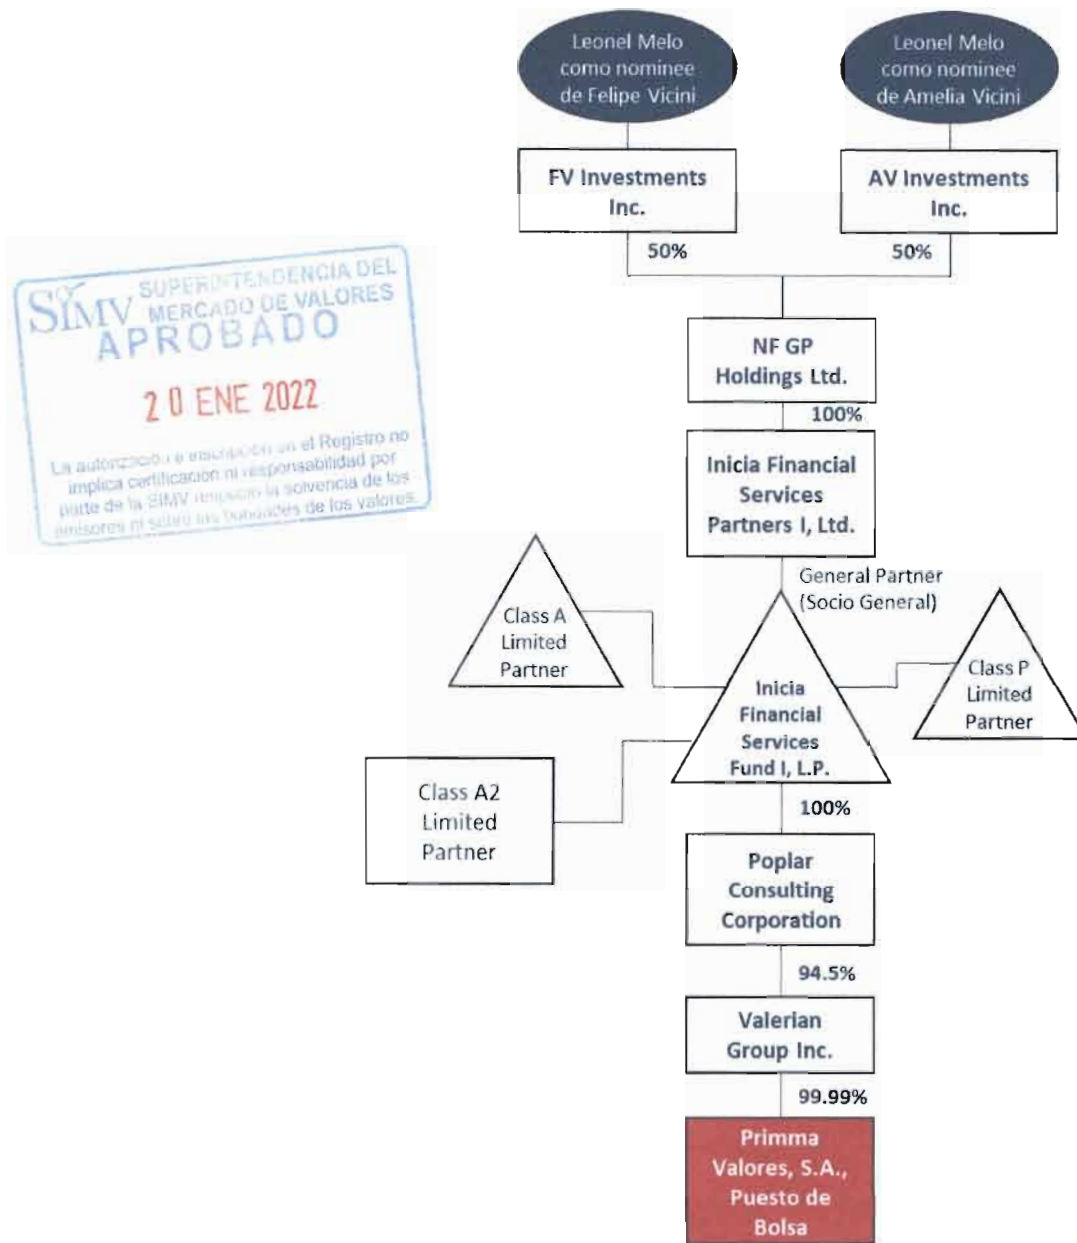 Leonel Melo
como nominee
de Felipe Vicini
Leonel Melo
como nominee
de Amelia Vicini
FV Investments
Inc.
AV Investments
Inc.
50%
50%
SIMV SUPERINTENDENCIA DEL
MERCADO DE VALORES
APROBADO
20 ENE 2022
La autorización e inscripción en el Registro no
implica certificación ni responsabilidad por
parte de la SIMV la solvencia de los
emisores ni sobre las bondades de los valores
NF GP
Holdings Ltd.
100%
Inicia Financial
Services
Partners I, Ltd.
General Partner
(Socio General)
Class A
Limited
Partner
Class P
Limited
Partner
Inicia
Financial
Services
Fund I, L.P.
Class A2
Limited
Partner
100%
Poplar
Consulting
Corporation
94.5%
Valerian
Group Inc.
99.99%
Primma
Valores, S.A.,
Puesto de
Bolsa